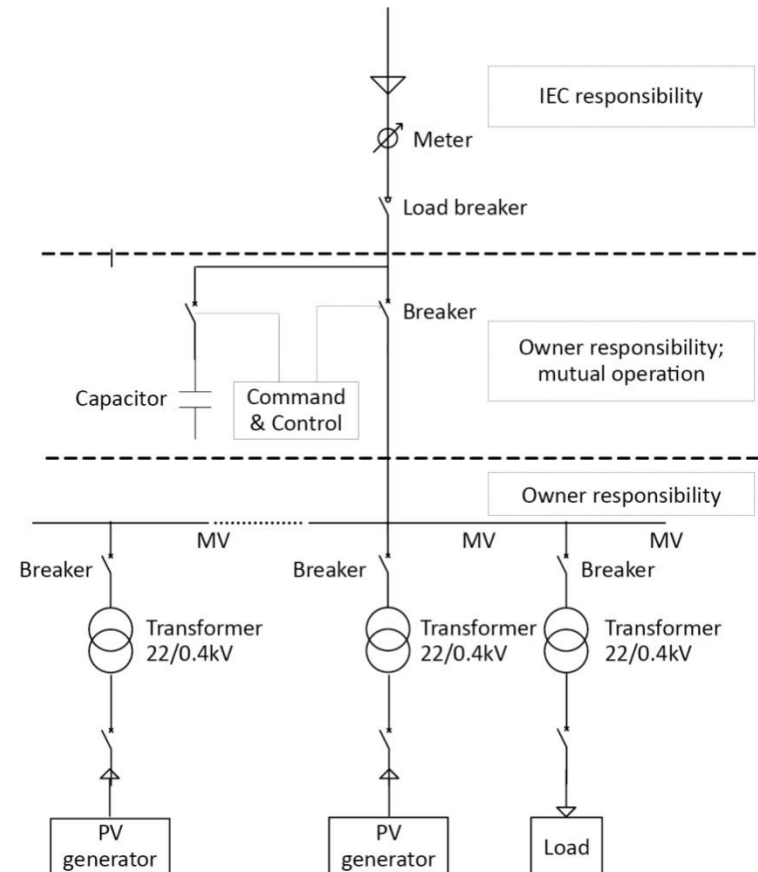 IEC responsibility
Meter
Load breaker
Breaker
Owner responsibility;
mutual operation
Capacitor
Command
& Control
Owner responsibility
MV
MV
MV
Breaker
Breaker
Breaker
Transformer
22/0.4kV
Transformer
22/0.4kV
Transformer
22/0.4kV
PV
generator
PV
generator
Load